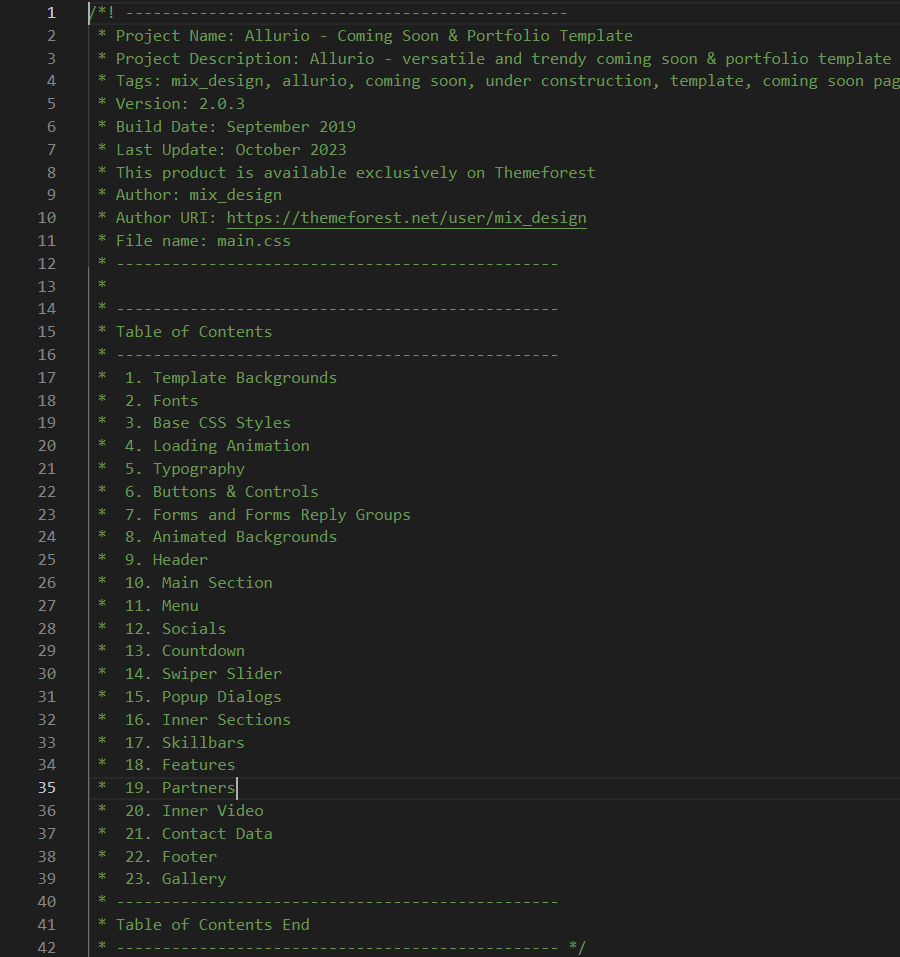 1 /*! ------------------------------------------------
2 * Project Name: Allurio - Coming Soon & Portfolio Template
3 * Project Description: Allurio - versatile and trendy coming soon & portfolio template
4 * Tags: mix_design, allurio, coming soon, under construction, template, coming soon pag
5 * Version: 2.0.3
6 * Build Date: September 2019
7 * Last Update: October 2023
8 * This product is available exclusively on Themeforest
9 * Author: mix_design
10 * Author URI: https://themeforest.net/user/mix_design
11 * File name: main.css
12 * ------------------------------------------------
13 *
14 * ------------------------------------------------
15 * Table of Contents
16 * ------------------------------------------------
17 *  1. Template Backgrounds
18 *  2. Fonts
19 *  3. Base CSS Styles
20 *  4. Loading Animation
21 *  5. Typography
22 *  6. Buttons & Controls
23 *  7. Forms and Forms Reply Groups
24 *  8. Animated Backgrounds
25 *  9. Header
26 *  10. Main Section
27 *  11. Menu
28 *  12. Socials
29 *  13. Countdown
30 *  14. Swiper Slider
31 *  15. Popup Dialogs
32 *  16. Inner Sections
33 *  17. Skillbars
34 *  18. Features
35 *  19. Partners
36 *  20. Inner Video
37 *  21. Contact Data
38 *  22. Footer
39 *  23. Gallery
40 * ------------------------------------------------
41 * Table of Contents End
42 * ------------------------------------------------ */